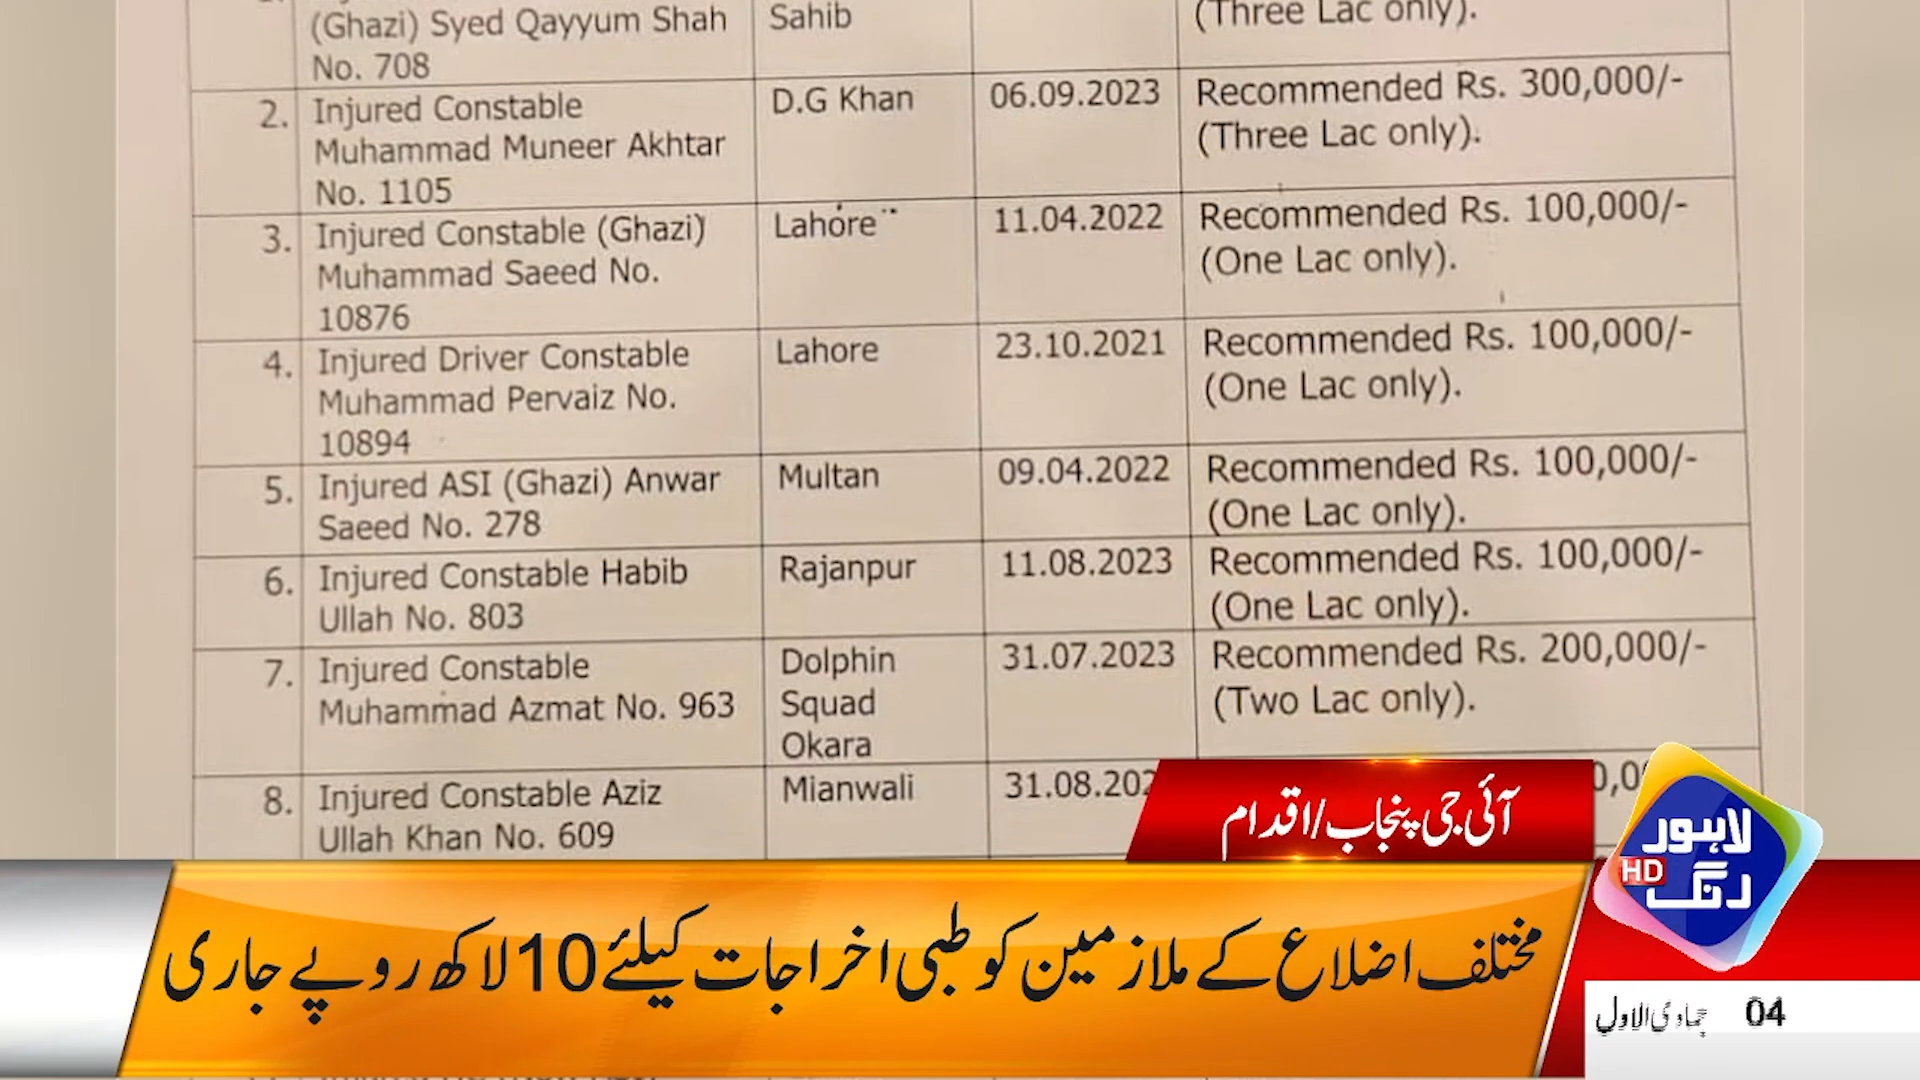 (Ghazi) Syed Qayyum Shah
No. 708
Sahib
(Three Lac only).
2.
Injured Constable
Muhammad Muneer Akhtar
No. 1105
D.G Khan
06.09.2023
Recommended Rs. 300,000/-
(Three Lac only).
3.
Injured Constable (Ghazi)
Muhammad Saeed No.
10876
Lahore
11.04.2022
Recommended Rs. 100,000/-
(One Lac only).
4.
Injured Driver Constable
Muhammad Pervaiz No.
10894
Lahore
23.10.2021
Recommended Rs. 100,000/-
(One Lac only).
5.
Injured ASI (Ghazi) Anwar
Saeed No. 278
Multan
09.04.2022
Recommended Rs. 100,000/-
(One Lac only).
6.
Injured Constable Habib
Ullah No. 803
Rajanpur
11.08.2023
Recommended Rs. 100,000/-
(One Lac only).
7.
Injured Constable
Muhammad Azmat No. 963
Dolphin
Squad
Okara
31.07.2023
Recommended Rs. 200,000/-
(Two Lac only).
8.
Injured Constable Aziz
Ullah Khan No. 609
Mianwali
31.08.202
آئی جی پنجاب/اقدام
لاہور
رنگ
HD
مختلف اضلاع کے ملازمین کو طبی اخراجات کیلئے 10 لاکھ روپے جاری
04 جمادی الاول